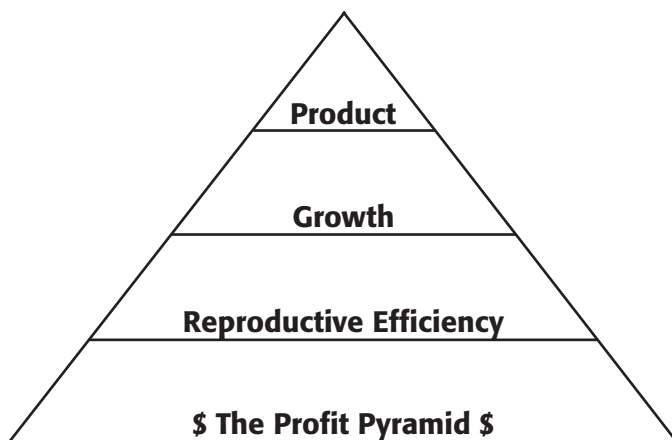 Product
Growth
Reproductive Efficiency
$ The Profit Pyramid $